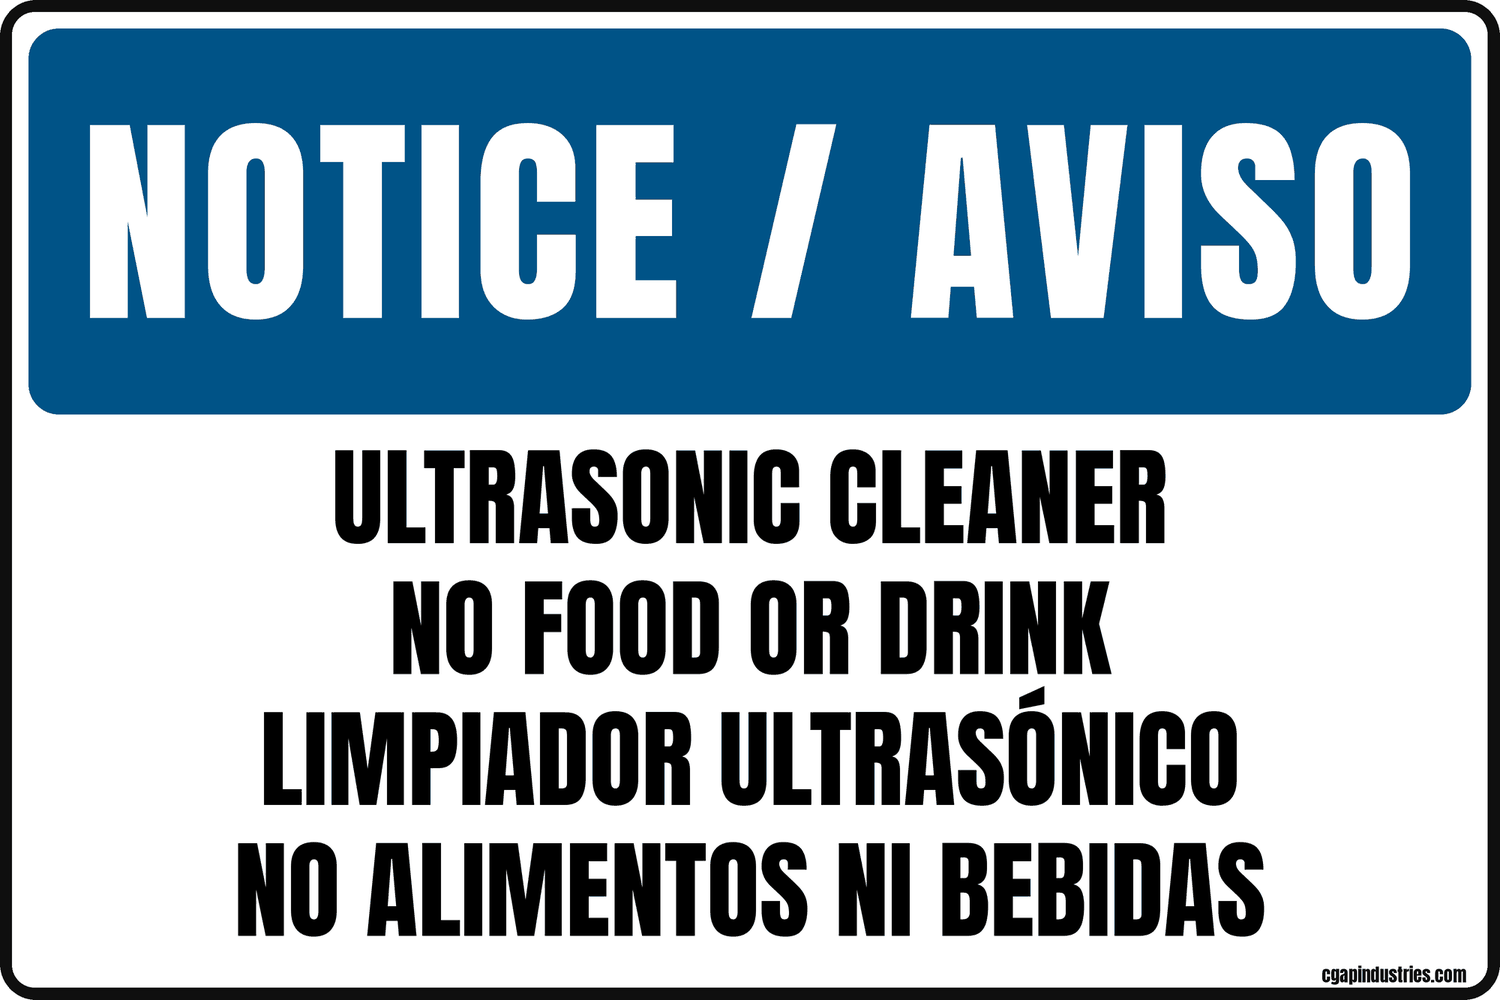 NOTICE / AVISO
ULTRASONIC CLEANER
NO FOOD OR DRINK
LIMPIADOR ULTRASÓNICO
NO ALIMENTOS NI BEBIDAS
cgapindustries.com